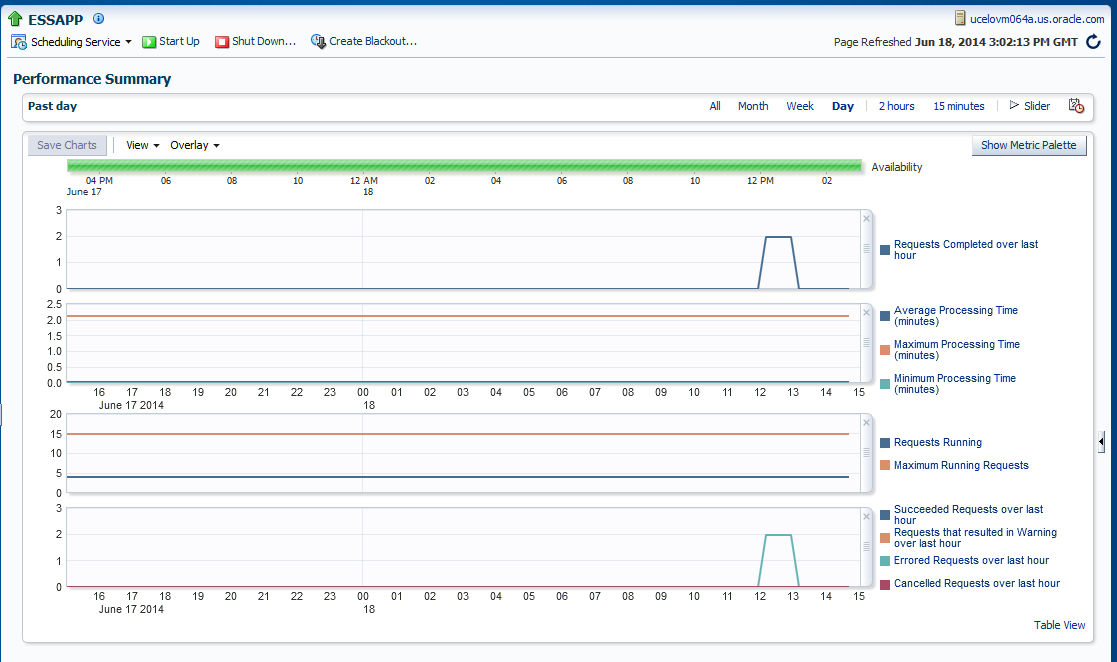 ESSAPP
ucelovm064a.us.oracle.com
Scheduling Service Start Up Shut Down... Create Blackout...
Page Refreshed Jun 18, 2014 3:02:13 PM GMT
Performance Summary
Past day
All Month Week Day 2 hours 15 minutes Slider
Save Charts View Overlay Show Metric Palette
Availability
04 PM 06 08 10 12 AM 02 04 06 08 10 12 PM 02
June 17 18
3
2
1
0
Requests Completed over last
hour
2.5
2.0
1.5
1.0
0.5
0.0
Average Processing Time
(minutes)
Maximum Processing Time
(minutes)
Minimum Processing Time
(minutes)
16 17 18 19 20 21 22 23 00 01 02 03 04 05 06 07 08 09 10 11 12 13 14 15
June 17 2014 18
20
15
10
5
0
Requests Running
Maximum Running Requests
3
2
1
0
Succeeded Requests over last
hour
Requests that resulted in Warning
over last hour
Errored Requests over last hour
Cancelled Requests over last hour
16 17 18 19 20 21 22 23 00 01 02 03 04 05 06 07 08 09 10 11 12 13 14 15
June 17 2014 18
Table View